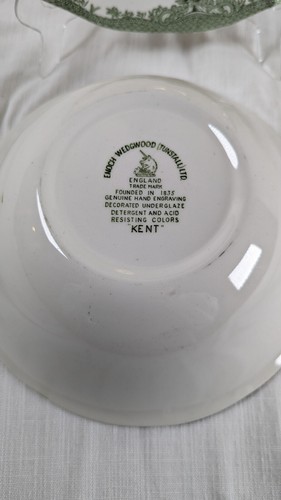 ENOCH WEDGWOOD (TUNSTALL) LTD.
ENGLAND
TRADE MARK
FOUNDED IN 1835
GENUINE HAND ENGRAVING
DECORATED UNDERGLAZE
DETERGENT AND ACID
RESISTING COLORS
"KENT"